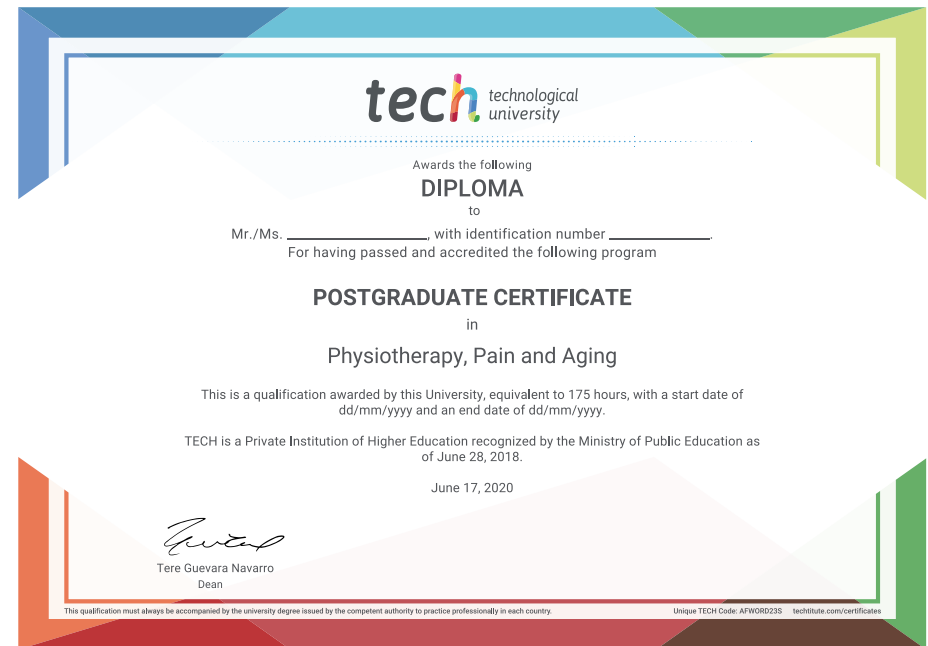 tech technological
university
Awards the following
DIPLOMA
to
Mr./Ms. ____________________, with identification number ______________.
For having passed and accredited the following program
POSTGRADUATE CERTIFICATE
in
Physiotherapy, Pain and Aging
This is a qualification awarded by this University, equivalent to 175 hours, with a start date of
dd/mm/yyyy and an end date of dd/mm/yyyy.
TECH is a Private Institution of Higher Education recognized by the Ministry of Public Education as
of June 28, 2018.
June 17, 2020
Tere Guevara Navarro
Dean
This qualification must always be accompanied by the university degree issued by the competent authority to practice professionally in each country. Unique TECH Code: AFWORD23S techtitute.com/certificates